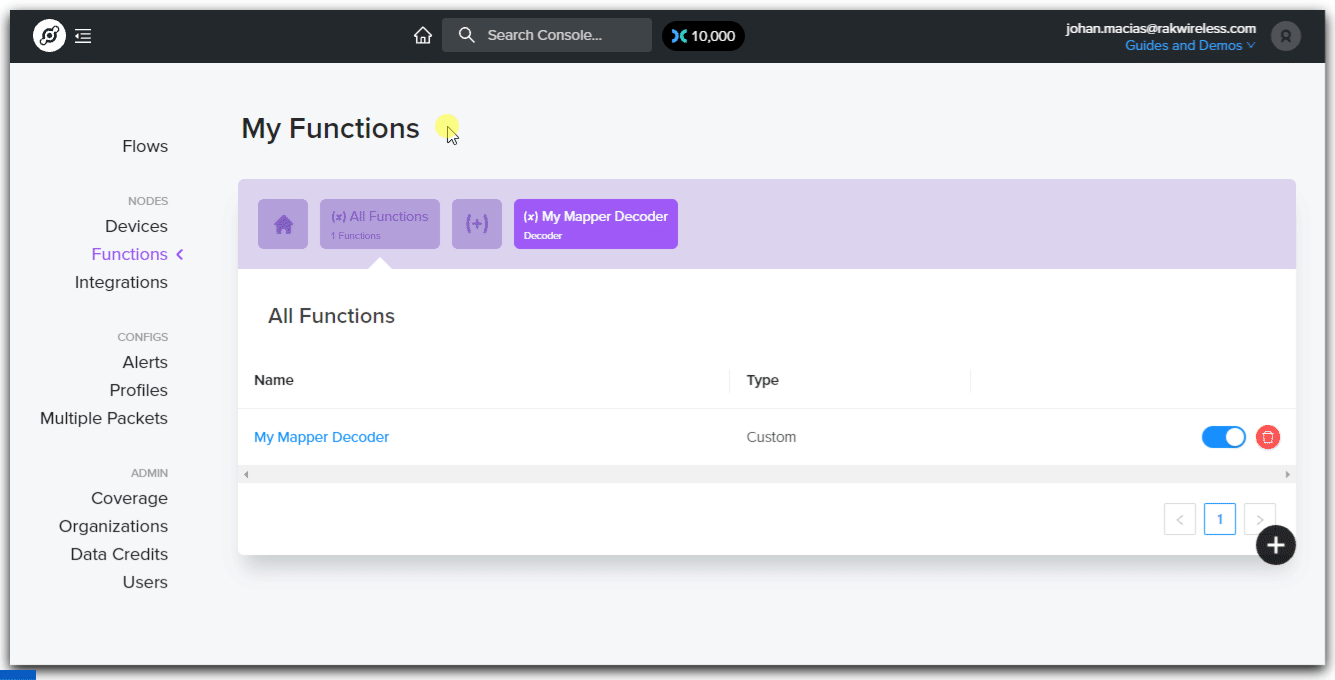 Search Console...
10,000
johan.macias@rakwireless.com
Guides and Demos
My Functions
Flows
NODES
Devices
Functions
Integrations
CONFIGS
Alerts
Profiles
Multiple Packets
ADMIN
Coverage
Organizations
Data Credits
Users
(x) All Functions
1 Functions
(+)
(x) My Mapper Decoder
Decoder
All Functions
Name Type
My Mapper Decoder Custom
< 1 >
+